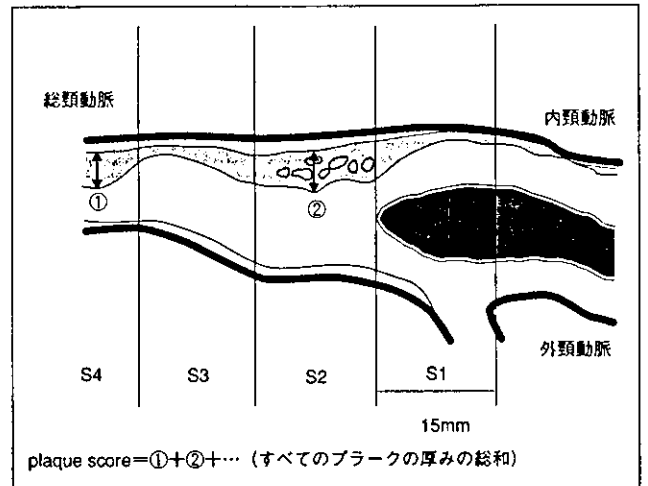 総頸動脈
内頸動脈
①
②
外頸動脈
S4 S3 S2 S1
15mm
plaque score=①+②+… (すべてのプラークの厚みの総和)